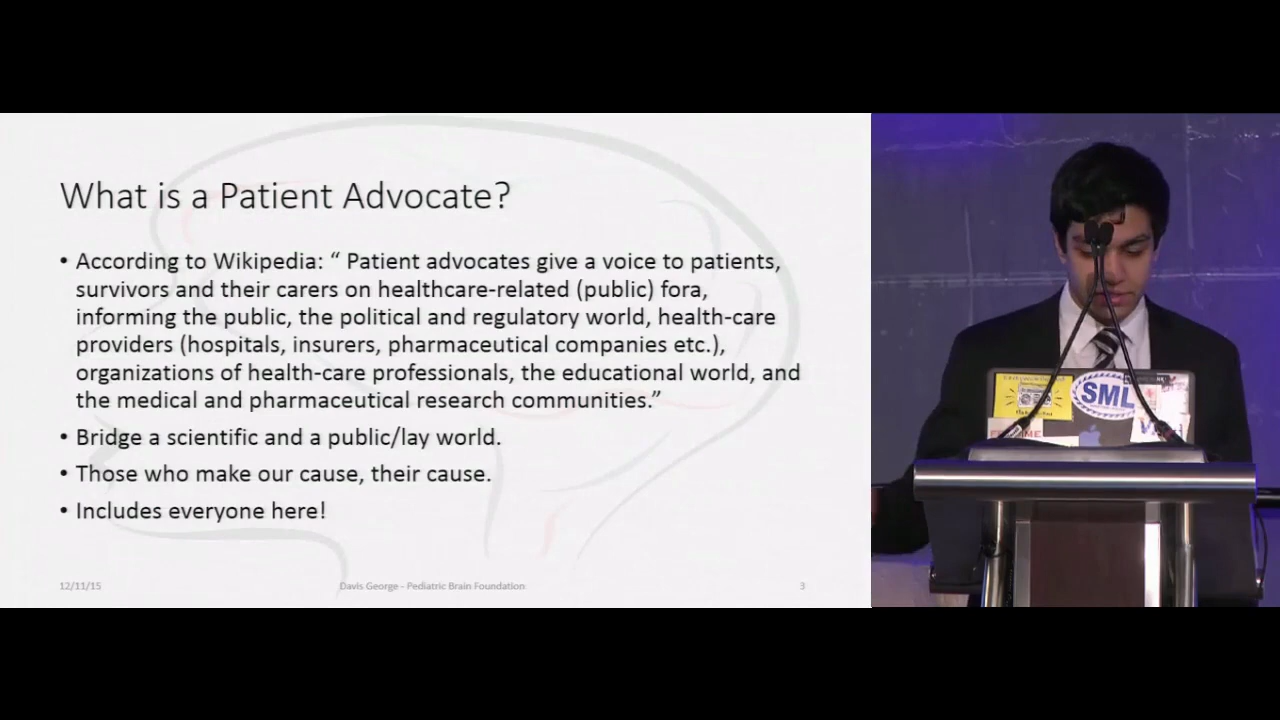 What is a Patient Advocate?
• According to Wikipedia: “ Patient advocates give a voice to patients,
survivors and their carers on healthcare-related (public) fora,
informing the public, the political and regulatory world, health-care
providers (hospitals, insurers, pharmaceutical companies etc.),
organizations of health-care professionals, the educational world, and
the medical and pharmeutical research communities.”
• Bridge a scientific and a public/lay world.
• Those who make our cause, their cause.
• Includes everyone here!
12/11/15
Davis George - Pediatric Brain Foundation
3
SML